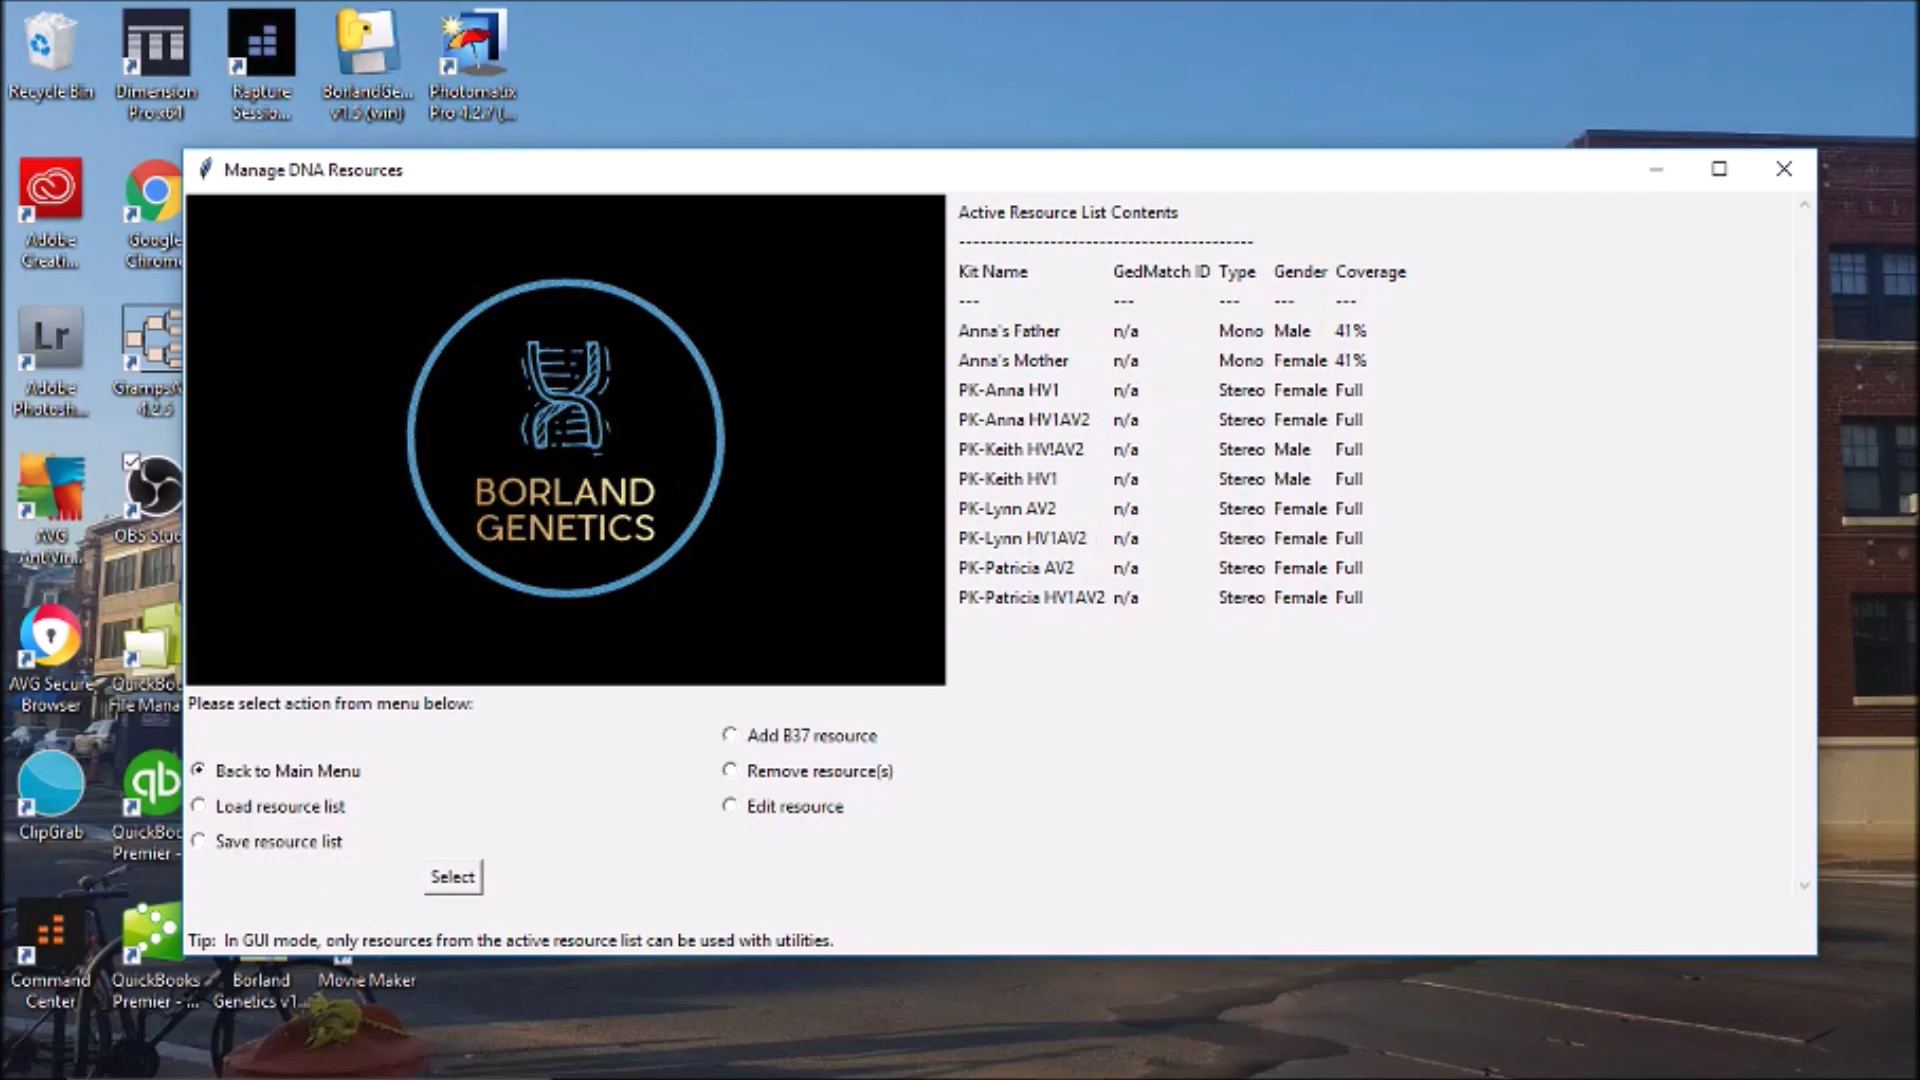 Recycle Bin
Dimension
Pro x64
Rapture
Sessio...
BorlandGe...
v1.5 (win)
Photomatix
Pro 4.2.7 (...
Manage DNA Resources
Adobe
Creati...
Google
Chrom
Lr
Adobe
Photosh...
4.2.5
AVG
AntiVir...
OBS Stud
AVG Secure
Browser
QuickBo
File Mana
ClipGrab
qb
QuickBo
Premier -
Command
Center
QuickBooks
Premier - ...
Borland
Genetics v1...
Movie Maker
BORLAND
GENETICS
Active Resource List Contents
------------------------------------------
Kit Name GedMatch ID Type Gender Coverage
--- --- --- --- ---
Anna's Father n/a Mono Male 41%
Anna's Mother n/a Mono Female 41%
PK-Anna HV1 n/a Stereo Female Full
PK-Anna HV1AV2 n/a Stereo Female Full
PK-Keith HV!AV2 n/a Stereo Male Full
PK-Keith HV1 n/a Stereo Male Full
PK-Lynn AV2 n/a Stereo Female Full
PK-Lynn HV1AV2 n/a Stereo Female Full
PK-Patricia AV2 n/a Stereo Female Full
PK-Patricia HV1AV2 n/a Stereo Female Full
Please select action from menu below:
Back to Main Menu
Load resource list
Save resource list
Add B37 resource
Remove resource(s)
Edit resource
Select
Tip: In GUI mode, only resources from the active resource list can be used with utilities.